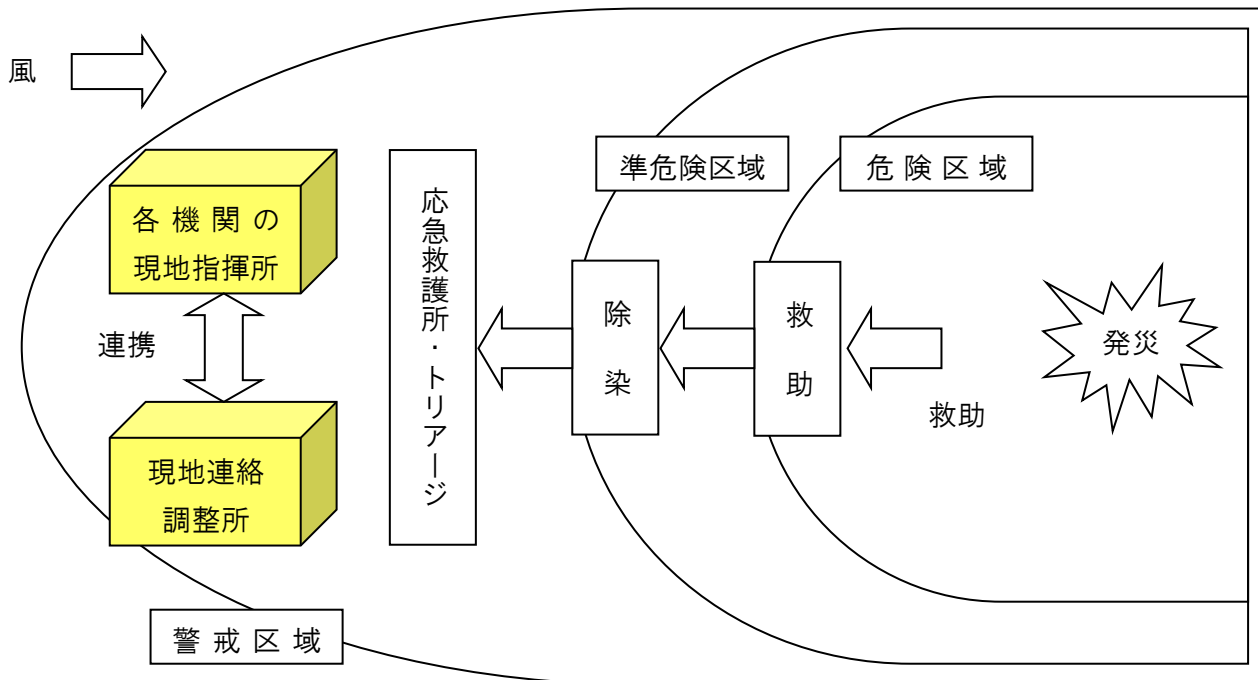 風
各機関の
現地指揮所
連携
現地連絡
調整所
警戒区域
応急救護所・トリアージ
準危険区域
危険区域
除
染
救
助
救助
発災